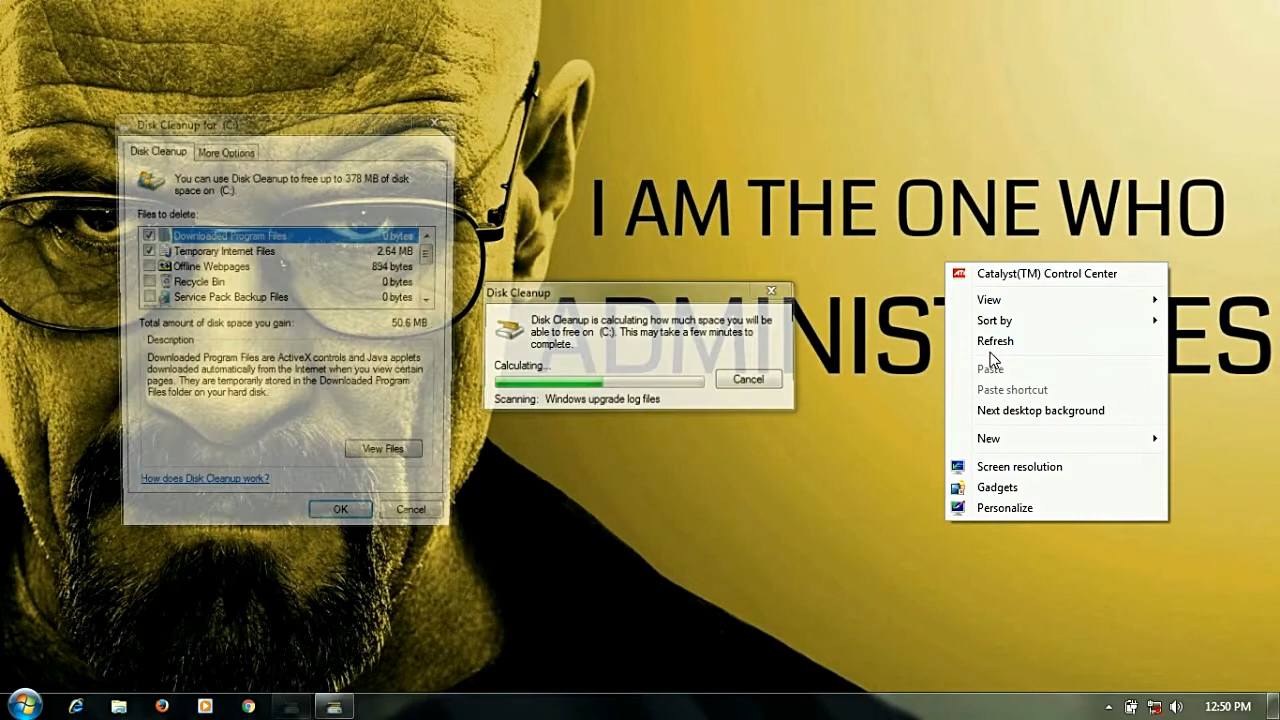 I AM THE ONE WHO
ADMINIST
ES
Disk Cleanup for (C:)
Disk Cleanup
More Options
You can use Disk Cleanup to free up to 378 MB of disk
space on (C:).
Files to delete:
Downloaded Program Files 0 bytes
Temporary Internet Files 2.64 MB
Offline Webpages 894 bytes
Recycle Bin 0 bytes
Service Pack Backup Files 0 bytes
Total amount of disk space you gain: 50.6 MB
Description
Downloaded Program Files are ActiveX controls and Java applets
downloaded automatically from the Internet when you view certain
pages. They are temporarily stored in the Downloaded Program
Files folder on your hard disk.
View Files
How does Disk Cleanup work?
OK
Cancel
Disk Cleanup
Disk Cleanup is calculating how much space you will be
able to free on (C:). This may take a few minutes to
complete.
Calculating...
Cancel
Scanning: Windows upgrade log files
ATI Catalyst(TM) Control Center
View
Sort by
Refresh
Paste
Paste shortcut
Next desktop background
New
Screen resolution
Gadgets
Personalize
12:50 PM